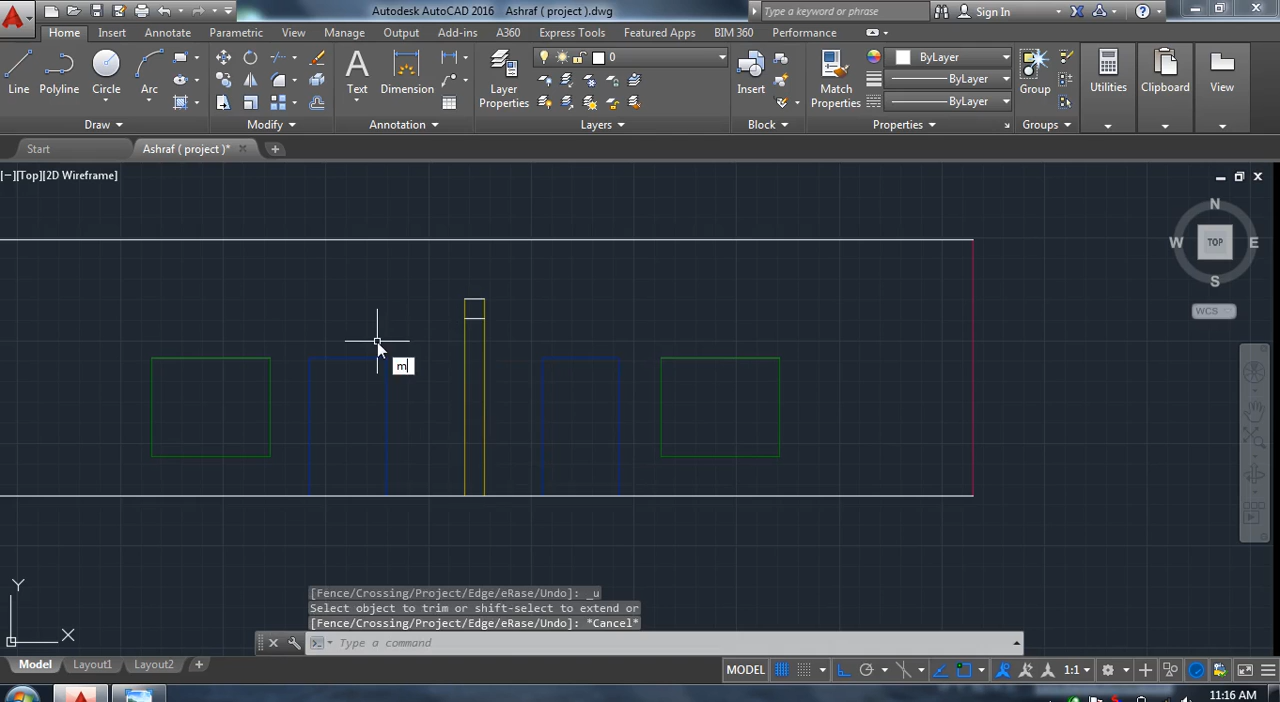 Autodesk AutoCAD 2016 Ashraf ( project ).dwg
Type a keyword or phrase
Sign In
Home Insert Annotate Parametric View Manage Output Add-ins A360 Express Tools Featured Apps BIM 360 Performance
Line Polyline Circle Arc
Text Dimension
Layer Properties
0
Insert
Match Properties
ByLayer
ByLayer
ByLayer
Group
Utilities
Clipboard
View
Draw Modify Annotation Layers Block Properties Groups
Start Ashraf ( project )*
[−][Top][2D Wireframe]
N
W TOP E
S
WCS
m
Y
X
[Fence/Crossing/Project/Edge/eRase/Undo]: _u
Select object to trim or shift-select to extend or
[Fence/Crossing/Project/Edge/eRase/Undo]: *Cancel*
Type a command
Model Layout1 Layout2 +
MODEL 1:1
11:16 AM